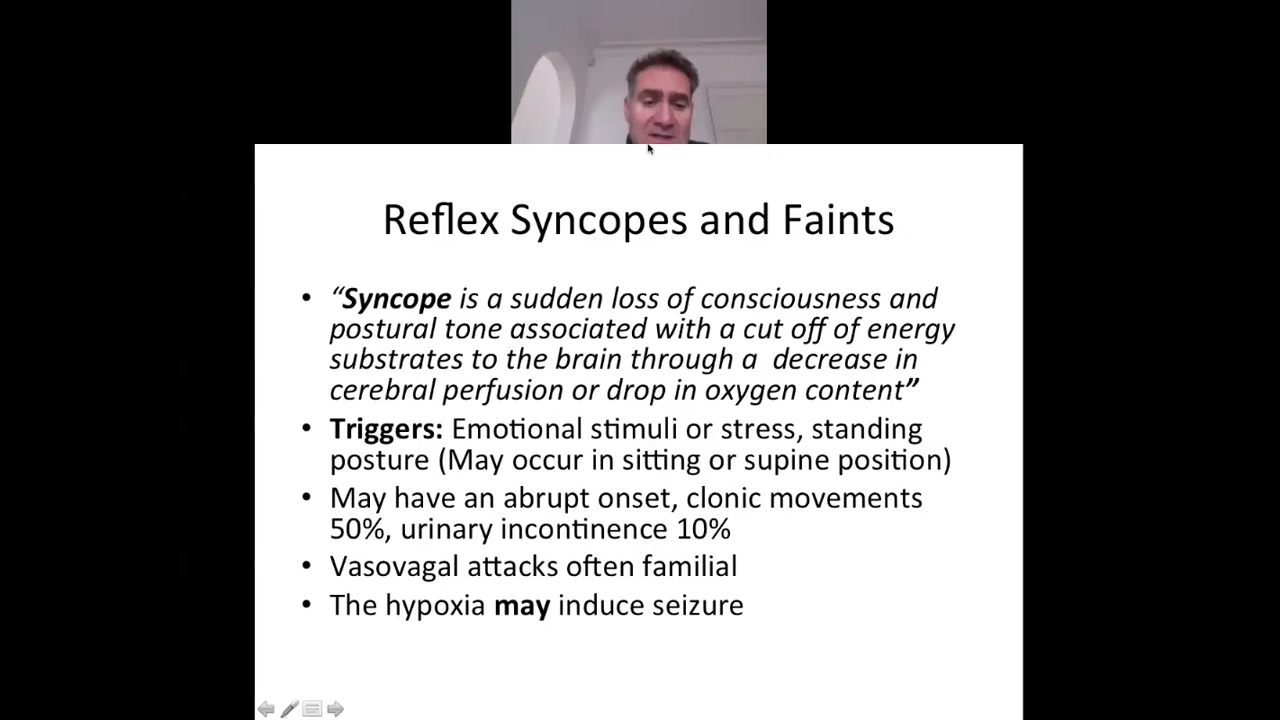 Reflex Syncopes and Faints
• “Syncope is a sudden loss of consciousness and
postural tone associated with a cut off of energy
substrates to the brain through a  decrease in
cerebral perfusion or drop in oxygen content”
• Triggers: Emotional stimuli or stress, standing
posture (May occur in sitting or supine position)
• May have an abrupt onset, clonic movements
50%, urinary incontinence 10%
• Vasovagal attacks often familial
• The hypoxia may induce seizure